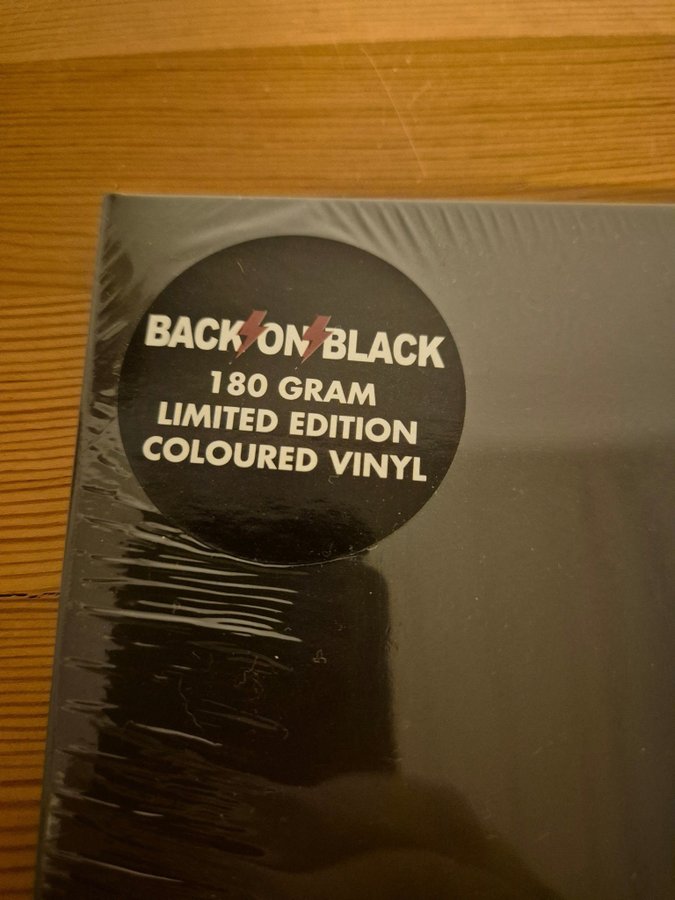 BACK ON BLACK
180 GRAM
LIMITED EDITION
COLOURED VINYL